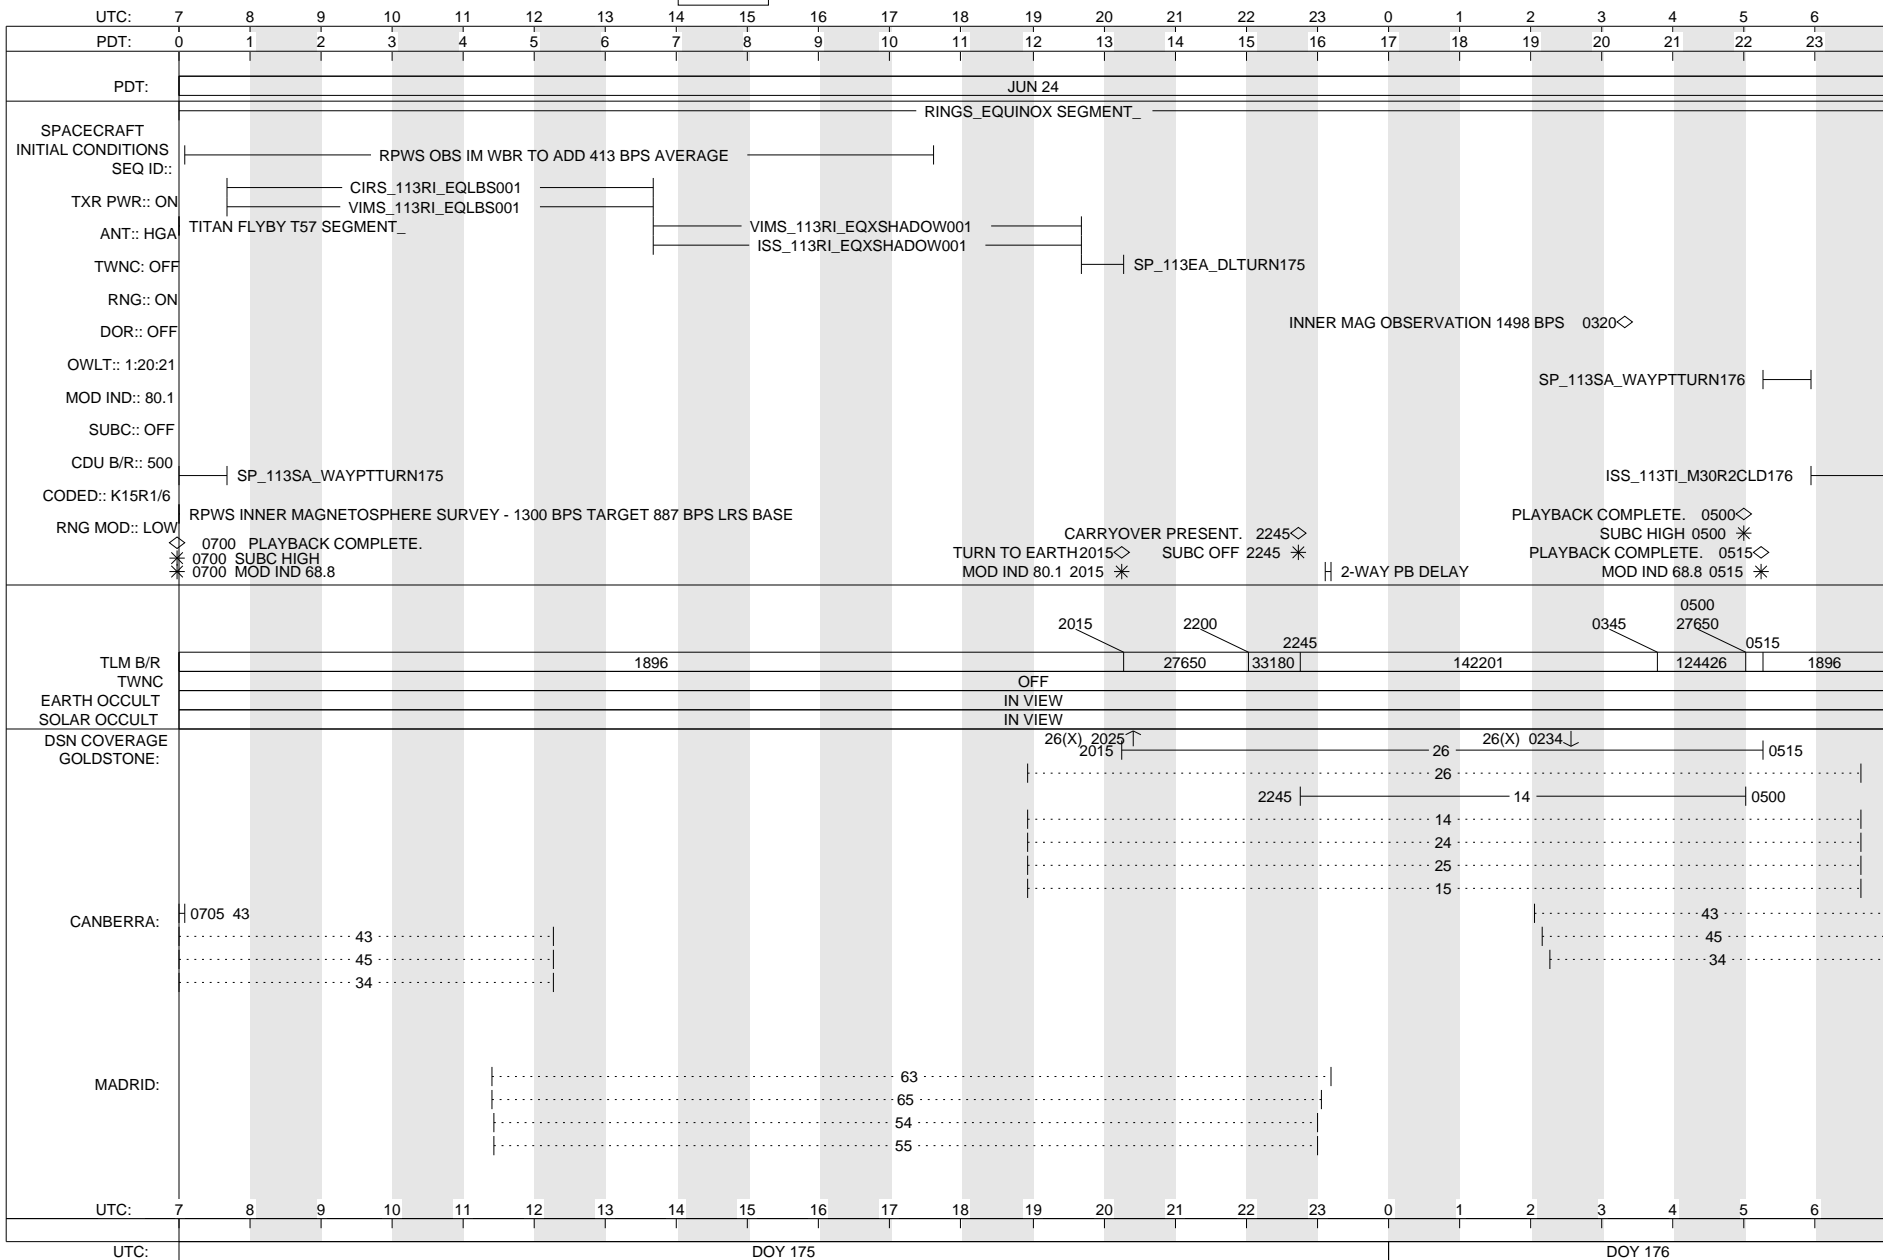 UTC: 7 8 9 10 11 12 13 14 15 16 17 18 19 20 21 22 23 0 1 2 3 4 5 6
PDT: 0 1 2 3 4 5 6 7 8 9 10 11 12 13 14 15 16 17 18 19 20 21 22 23
PDT: JUN 24
RINGS_EQUINOX SEGMENT_
SPACECRAFT
INITIAL CONDITIONS
SEQ ID::
RPWS OBS IM WBR TO ADD 413 BPS AVERAGE
CIRS_113RI_EQLBS001
TXR PWR:: ON
VIMS_113RI_EQLBS001
ANT:: HGA
TITAN FLYBY T57 SEGMENT_
VIMS_113RI_EQXSHADOW001
ISS_113RI_EQXSHADOW001
TWNC: OFF
SP_113EA_DLTURN175
RNG:: ON
DOR:: OFF
INNER MAG OBSERVATION 1498 BPS 0320
OWLT:: 1:20:21
SP_113SA_WAYPTTURN176
MOD IND:: 80.1
SUBC:: OFF
CDU B/R:: 500
SP_113SA_WAYPTTURN175
ISS_113TI_M30R2CLD176
CODED:: K15R1/6
RPWS INNER MAGNETOSPHERE SURVEY - 1300 BPS TARGET 887 BPS LRS BASE
PLAYBACK COMPLETE. 0500
RNG MOD:: LOW
CARRYOVER PRESENT. 2245
SUBC HIGH 0500
0700 PLAYBACK COMPLETE.
TURN TO EARTH 2015
SUBC OFF 2245
PLAYBACK COMPLETE. 0515
0700 SUBC HIGH
0700 MOD IND 68.8
MOD IND 80.1 2015
2-WAY PB DELAY
MOD IND 68.8 0515
0500
2015 2200 0345 27650
2245 0515
TLM B/R 1896 27650 33180 142201 124426 1896
TWNC OFF
EARTH OCCULT IN VIEW
SOLAR OCCULT IN VIEW
DSN COVERAGE
26(X) 2025 26(X) 0234
GOLDSTONE: 2015 26 0515
26
2245 14 0500
14
24
25
15
CANBERRA: 0705 43 43
43 45
45 34
34
MADRID: 63
65
54
55
UTC: 7 8 9 10 11 12 13 14 15 16 17 18 19 20 21 22 23 0 1 2 3 4 5 6
UTC: DOY 175 DOY 176